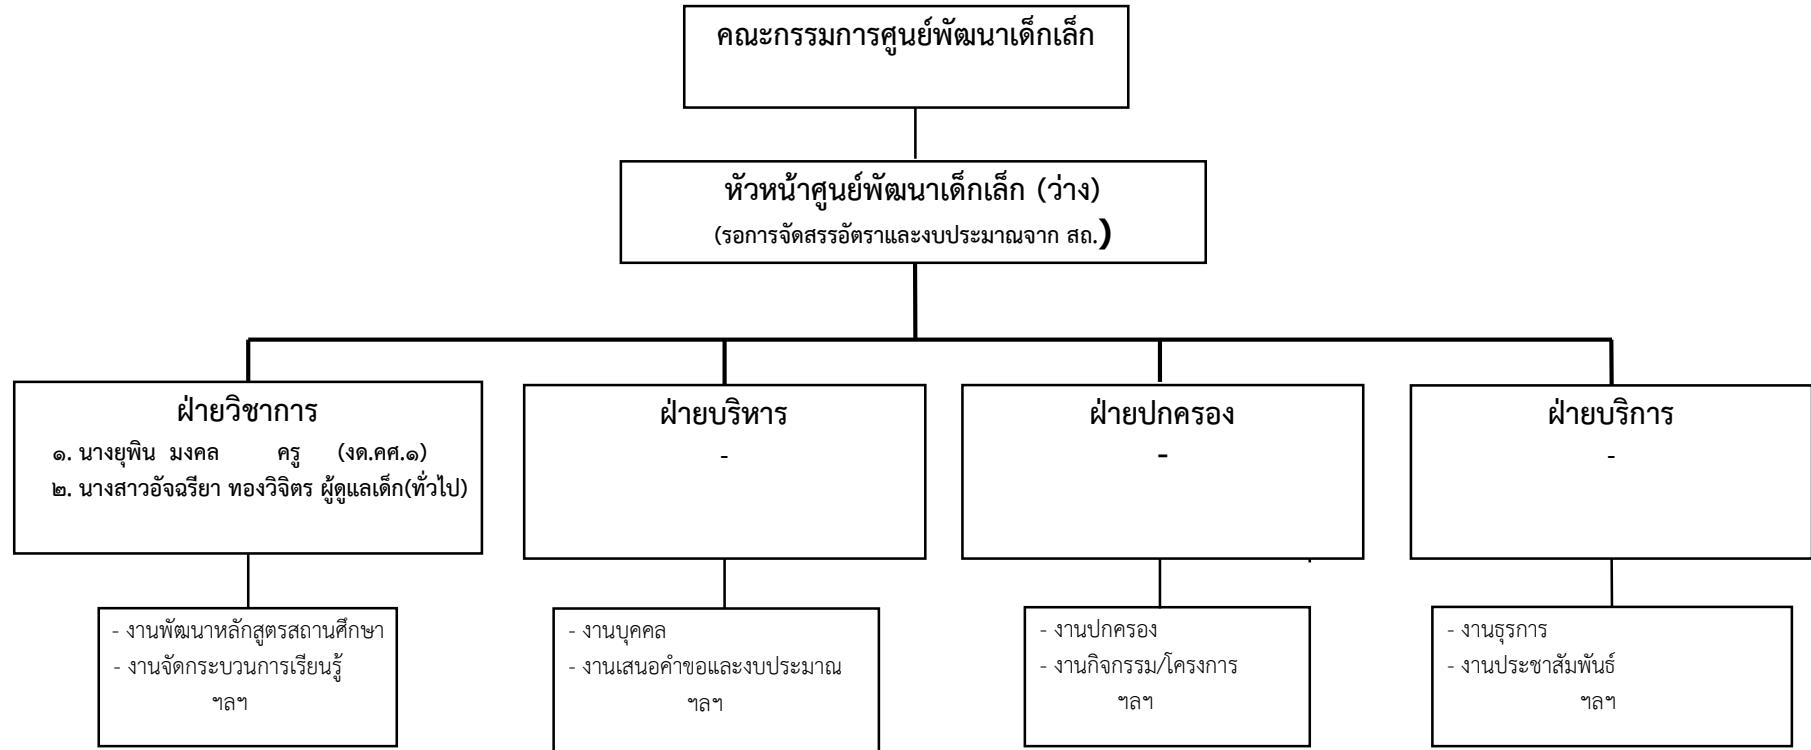 คณะกรรมการศูนย์พัฒนาเด็กเล็ก
หัวหน้าศูนย์พัฒนาเด็กเล็ก (ว่าง)
(รอการจัดสรรอัตราและงบประมาณจาก สถ.)
ฝ่ายวิชาการ
๑. นางยุพิน มงคล ครู (งด.คศ.๑)
๒. นางสาวอัจฉรียา ทองวิจิตร ผู้ดูแลเด็ก(ทั่วไป)
ฝ่ายบริหาร
-
ฝ่ายปกครอง
-
ฝ่ายบริการ
-
- งานพัฒนาหลักสูตรสถานศึกษา
- งานจัดกระบวนการเรียนรู้
ฯลฯ
- งานบุคคล
- งานเสนอคำขอและงบประมาณ
ฯลฯ
- งานปกครอง
- งานกิจกรรม/โครงการ
ฯลฯ
- งานธุรการ
- งานประชาสัมพันธ์
ฯลฯ